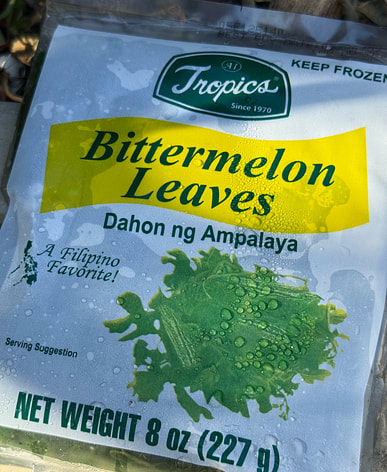 A1
Tropics
Since 1970
KEEP FROZEN
Bittermelon
Leaves
Dahon ng Ampalaya
A Filipino
Favorite!
Serving Suggestion
NET WEIGHT 8 oz (227 g)